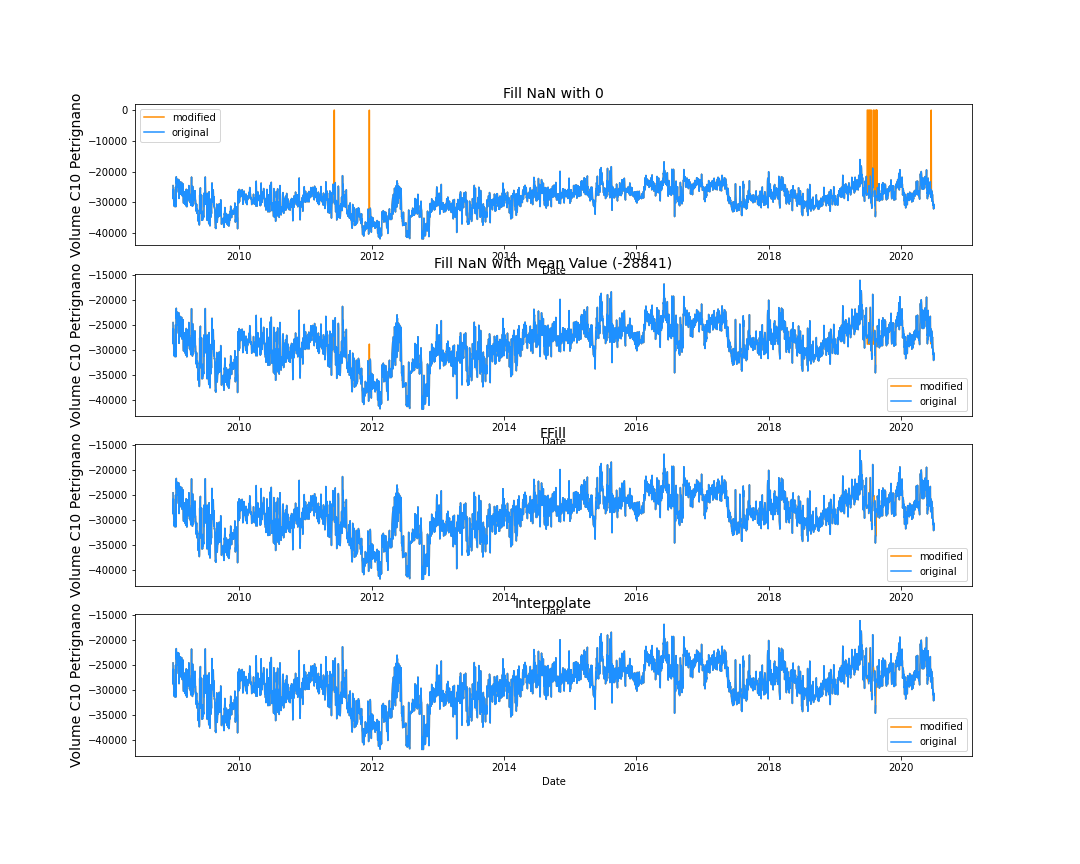 Fill NaN with 0
Volume C10 Petrignano
0
−10000
−20000
−30000
−40000
modified
original
2010 2012 2014 2016 2018 2020
Date
Fill NaN with Mean Value (-28841)
Volume C10 Petrignano
−15000
−20000
−25000
−30000
−35000
−40000
modified
original
2010 2012 2014 2016 2018 2020
Date
FFill
Volume C10 Petrignano
−15000
−20000
−25000
−30000
−35000
−40000
modified
original
2010 2012 2014 2016 2018 2020
Date
Interpolate
Volume C10 Petrignano
−15000
−20000
−25000
−30000
−35000
−40000
modified
original
2010 2012 2014 2016 2018 2020
Date